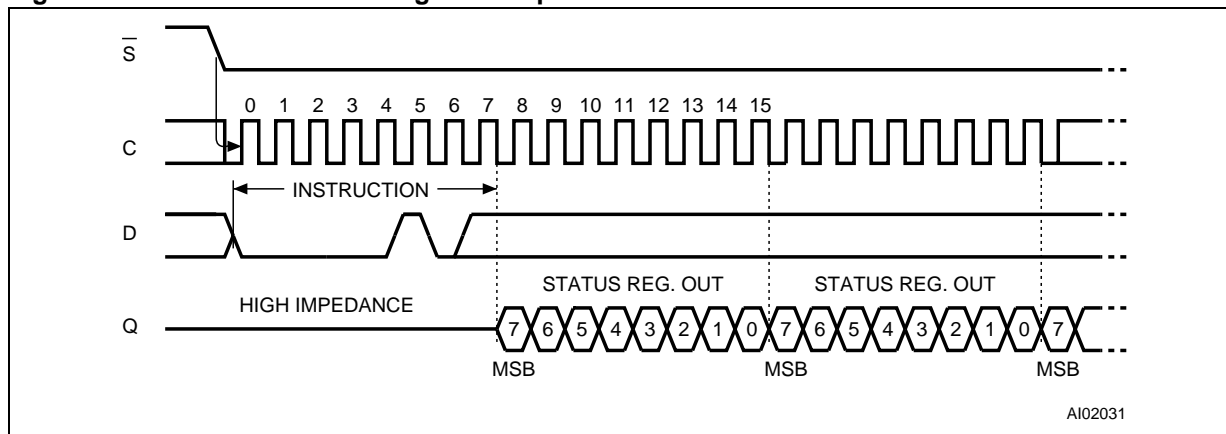 S
0 1 2 3 4 5 6 7 8 9 10 11 12 13 14 15
C
INSTRUCTION
D
STATUS REG. OUT STATUS REG. OUT
HIGH IMPEDANCE
Q 7 6 5 4 3 2 1 0 7 6 5 4 3 2 1 0 7
MSB MSB MSB
AI02031